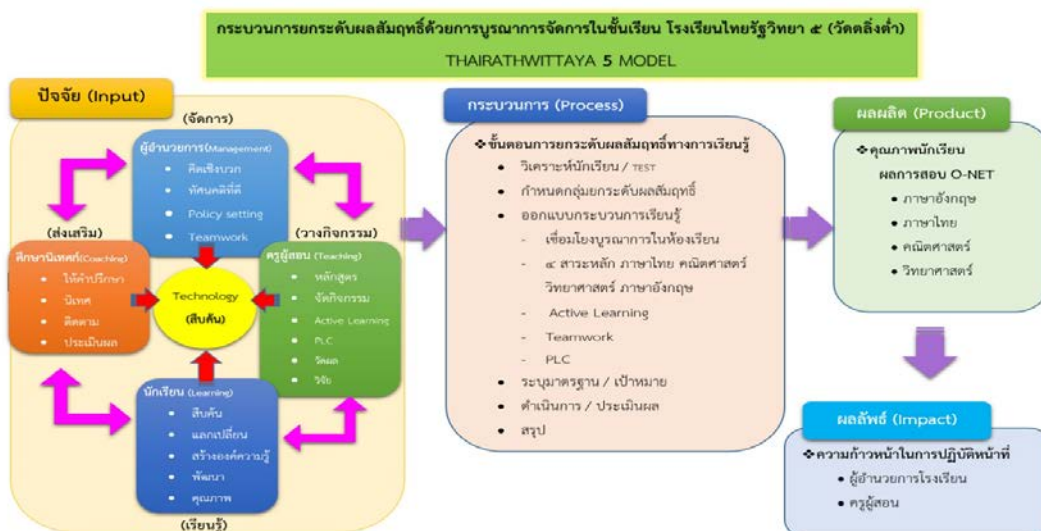 กระบวนการยกระดับผลสัมฤทธิ์ด้วยการบูรณาการจัดการในชั้นเรียน โรงเรียนไทยรัฐวิทยา ๕ (วัดตลิ่งต่ำ)
THAIRATHWITTAYA 5 MODEL
ปัจจัย (Input)
(จัดการ)
ผู้อำนวยการ(Management)
• คิดเชิงบวก
• ทัศนคติที่ดี
• Policy setting
• Teamwork
(ส่งเสริม)
ศึกษานิเทศก์(Coaching)
• ให้คำปรึกษา
• นิเทศ
• ติดตาม
• ประเมินผล
Technology
(สืบค้น)
(วางกิจกรรม)
ครูผู้สอน (Teaching)
• หลักสูตร
• จัดกิจกรรม
• Active Learning
• PLC
• วัดผล
• วิจัย
นักเรียน (Learning)
• สืบค้น
• แลกเปลี่ยน
• สร้างองค์ความรู้
• พัฒนา
• คุณภาพ
(เรียนรู้)
กระบวนการ (Process)
❖ ขั้นตอนการยกระดับผลสัมฤทธิ์ทางการเรียนรู้
• วิเคราะห์นักเรียน / TEST
• กำหนดกลุ่มยกระดับผลสัมฤทธิ์
• ออกแบบกระบวนการเรียนรู้
- เชื่อมโยงบูรณาการในห้องเรียน
- ๔ สาระหลัก ภาษาไทย คณิตศาสตร์
วิทยาศาสตร์ ภาษาอังกฤษ
- Active Learning
- Teamwork
- PLC
• ระบุมาตรฐาน / เป้าหมาย
• ดำเนินการ / ประเมินผล
• สรุป
ผลผลิต (Product)
❖ คุณภาพนักเรียน
ผลการสอบ O-NET
• ภาษาอังกฤษ
• ภาษาไทย
• คณิตศาสตร์
• วิทยาศาสตร์
ผลลัพธ์ (Impact)
❖ ความก้าวหน้าในการปฏิบัติหน้าที่
• ผู้อำนวยการโรงเรียน
• ครูผู้สอน